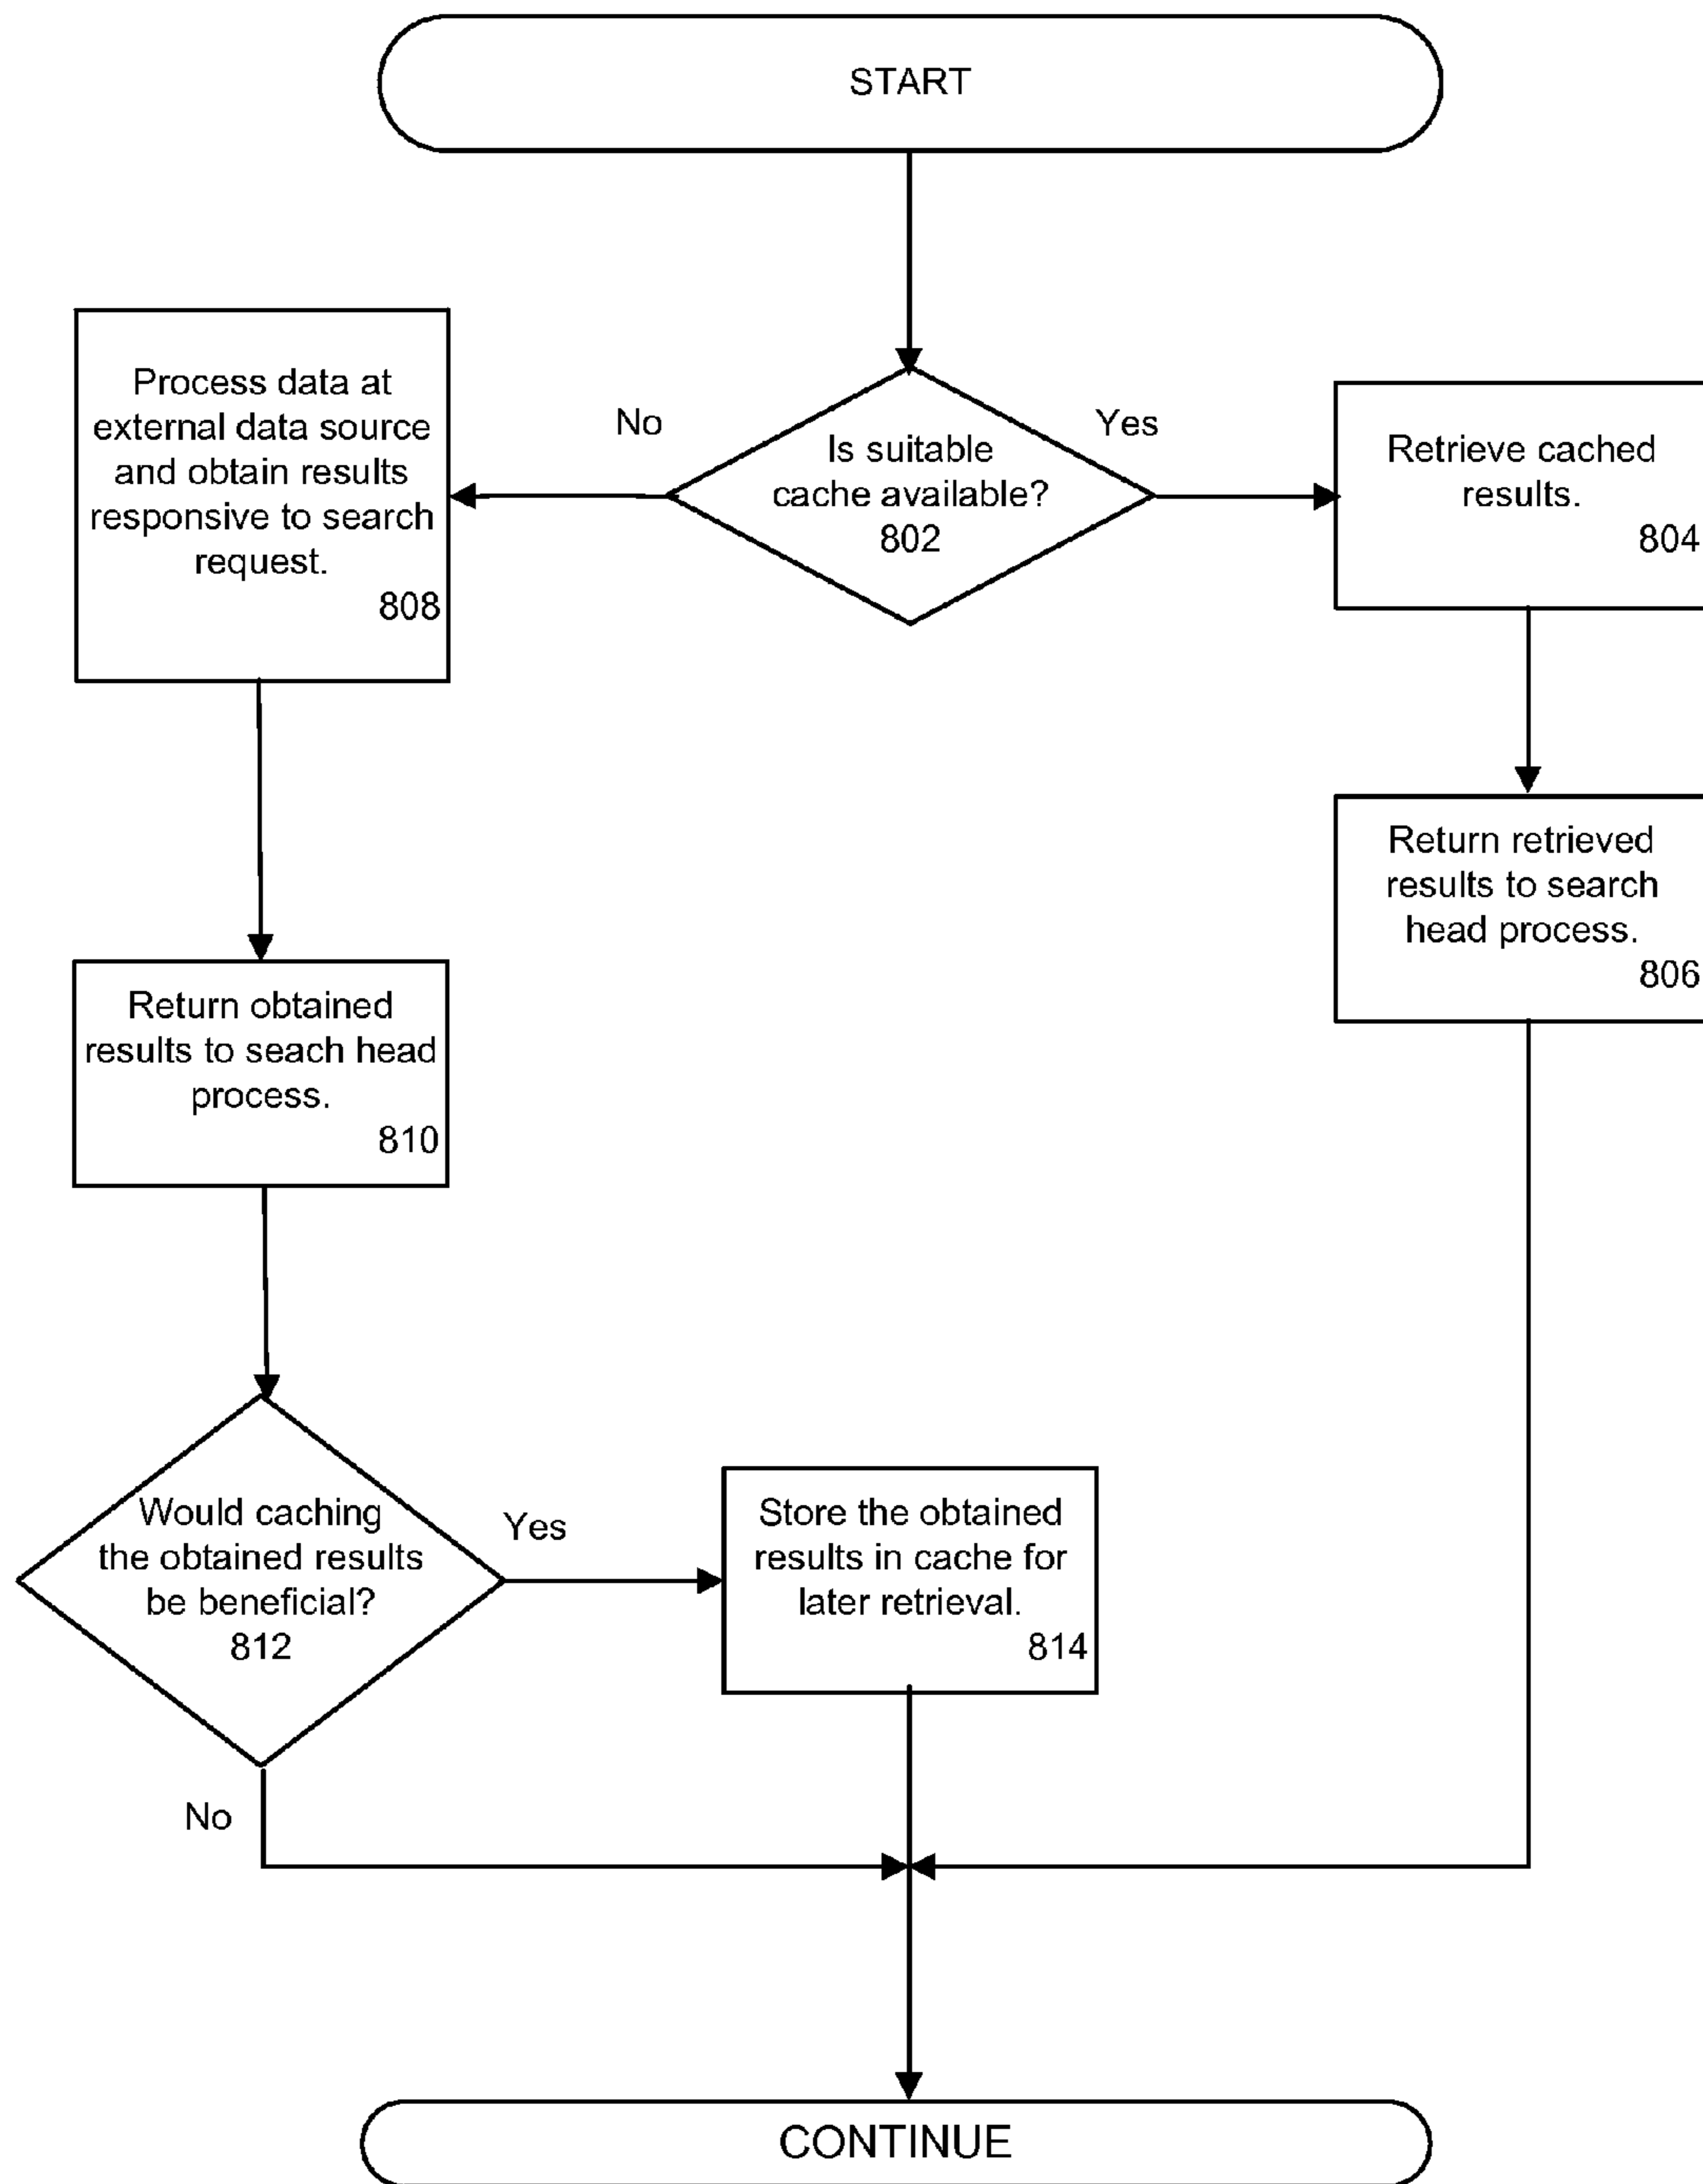 START
No
Yes
Process data at
external data source
and obtain results
responsive to search
request.
808
Is suitable
cache available?
802
Retrieve cached
results.
804
Return retrieved
results to search
head process.
806
Return obtained
results to seach head
process.
810
Would caching
the obtained results
be beneficial?
812
Yes
Store the obtained
results in cache for
later retrieval.
814
No
CONTINUE